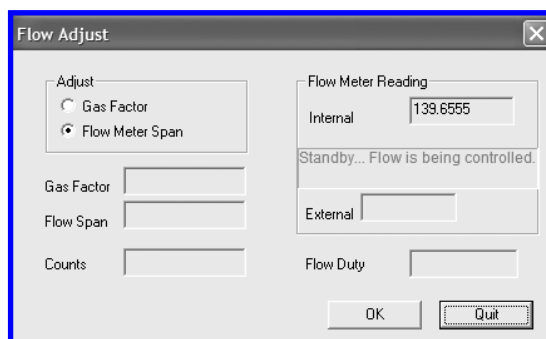 Flow Adjust
Adjust
Gas Factor
Flow Meter Span
Gas Factor
Flow Span
Counts
Flow Meter Reading
Internal 139.6555
Standby... Flow is being controlled.
External
Flow Duty
OK Quit